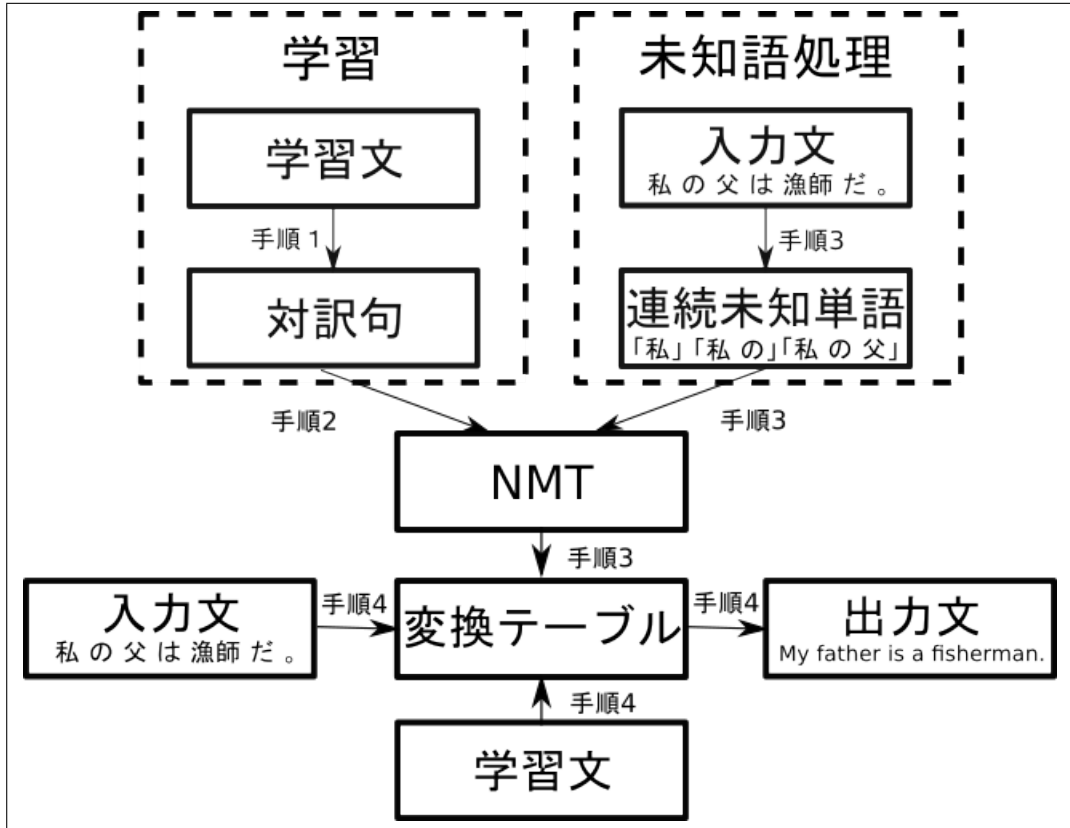 学習
未知語処理
学習文
入力文
私 の 父 は 漁師 だ 。
手順１
手順3
対訳句
連続未知単語
「私」「私 の」「私 の 父」
手順2
手順3
NMT
手順3
入力文
私 の 父 は 漁師 だ 。
手順4
変換テーブル
手順4
出力文
My father is a fisherman.
手順4
学習文